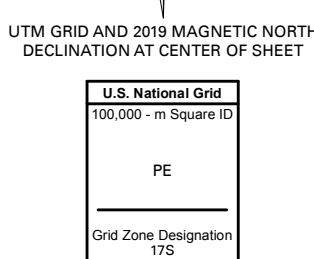 UTM GRID AND 2019 MAGNETIC NORTH
DECLINATION AT CENTER OF SHEET
U.S. National Grid
100,000 - m Square ID
PE
Grid Zone Designation
17S